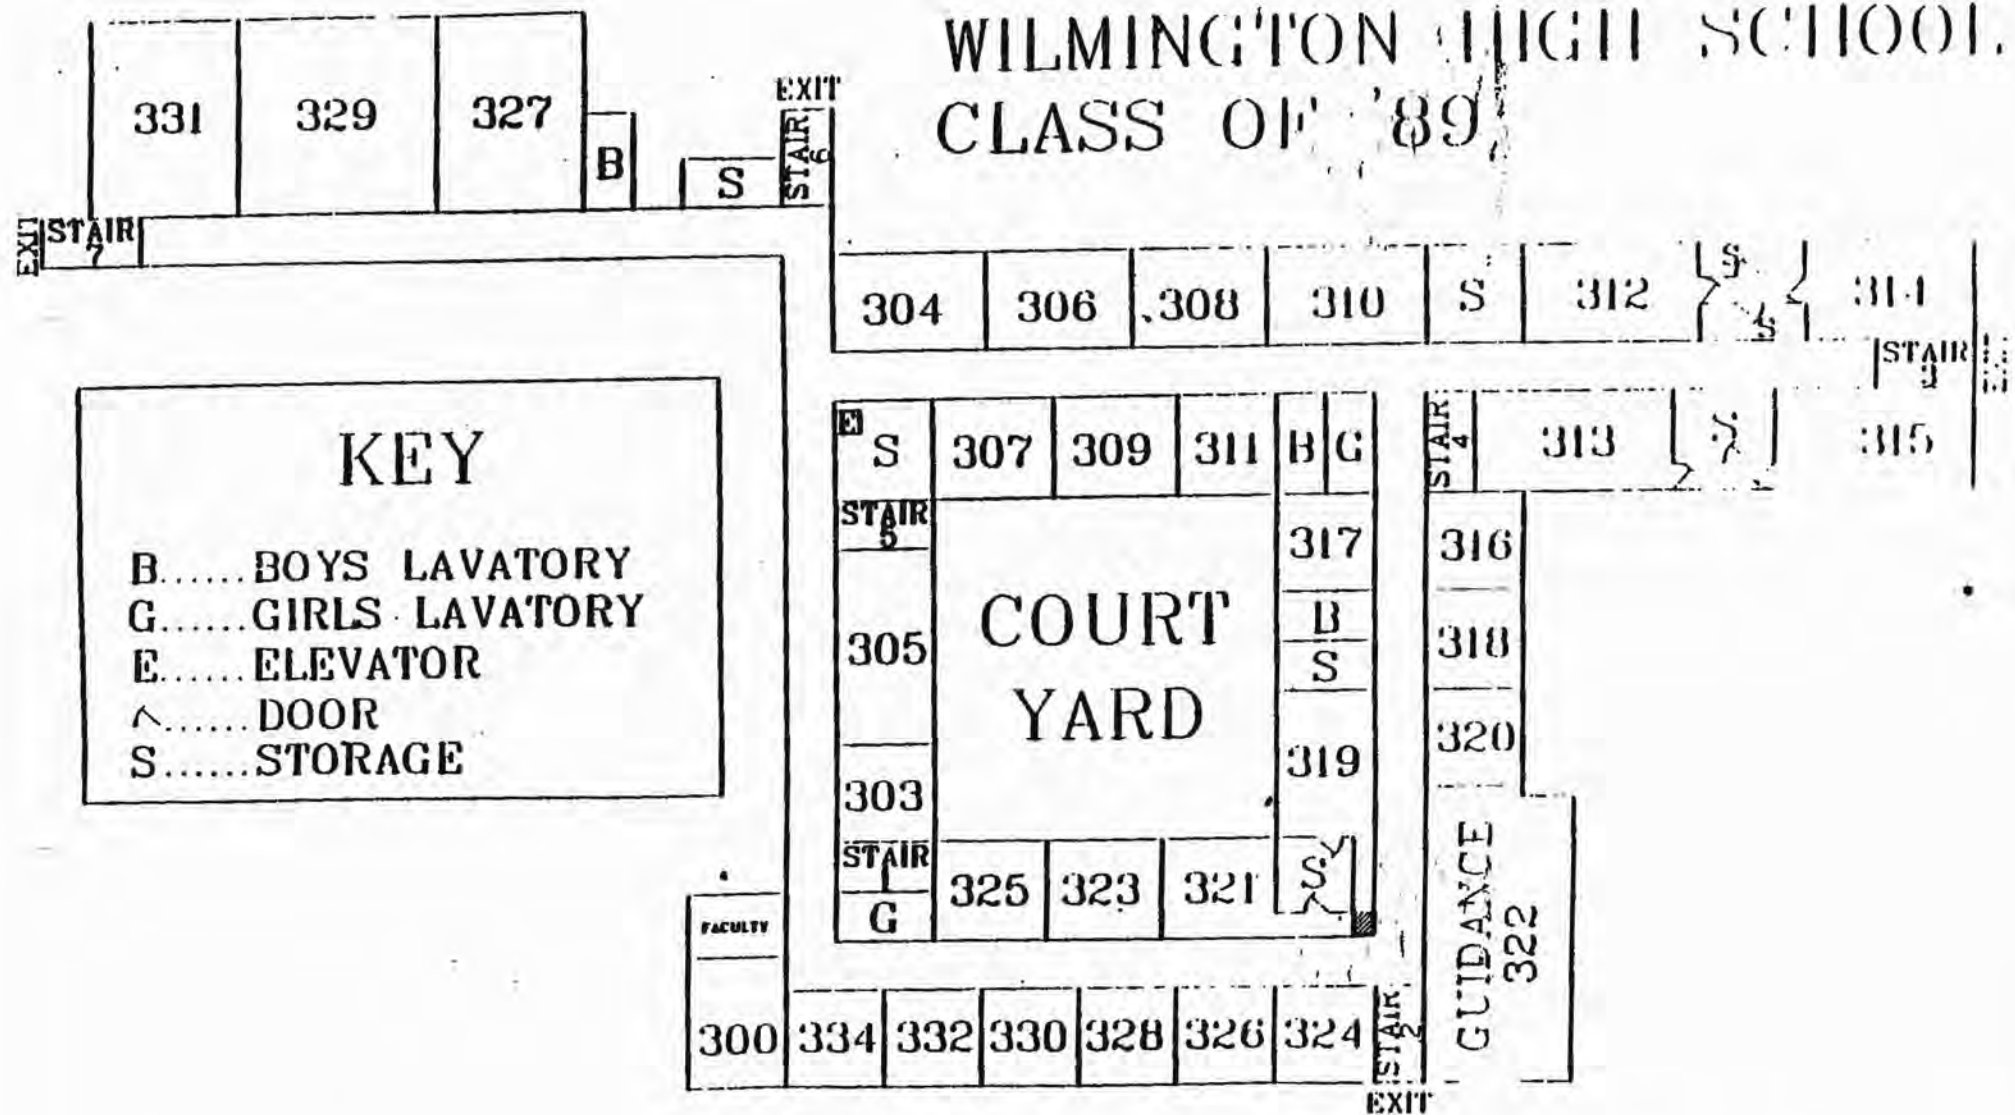 WILMINGTON HIGH SCHOOL
CLASS OF '89
331 329 327 B S
EXIT
STAIR 6
EXIT
STAIR
7
304 306 308 310 S 312 S S 314
STAIR
KEY
B......BOYS LAVATORY
G......GIRLS LAVATORY
E......ELEVATOR
......DOOR
S......STORAGE
E S 307 309 311 B G
STAIR 4
313 S 315
STAIR
5
305
303
STAIR
1
G
COURT
YARD
317
B
S
319
316
318
320
GUIDANCE
322
325 323 321 S
FACULTY
300 334 332 330 328 326 324
STAIR 2
EXIT